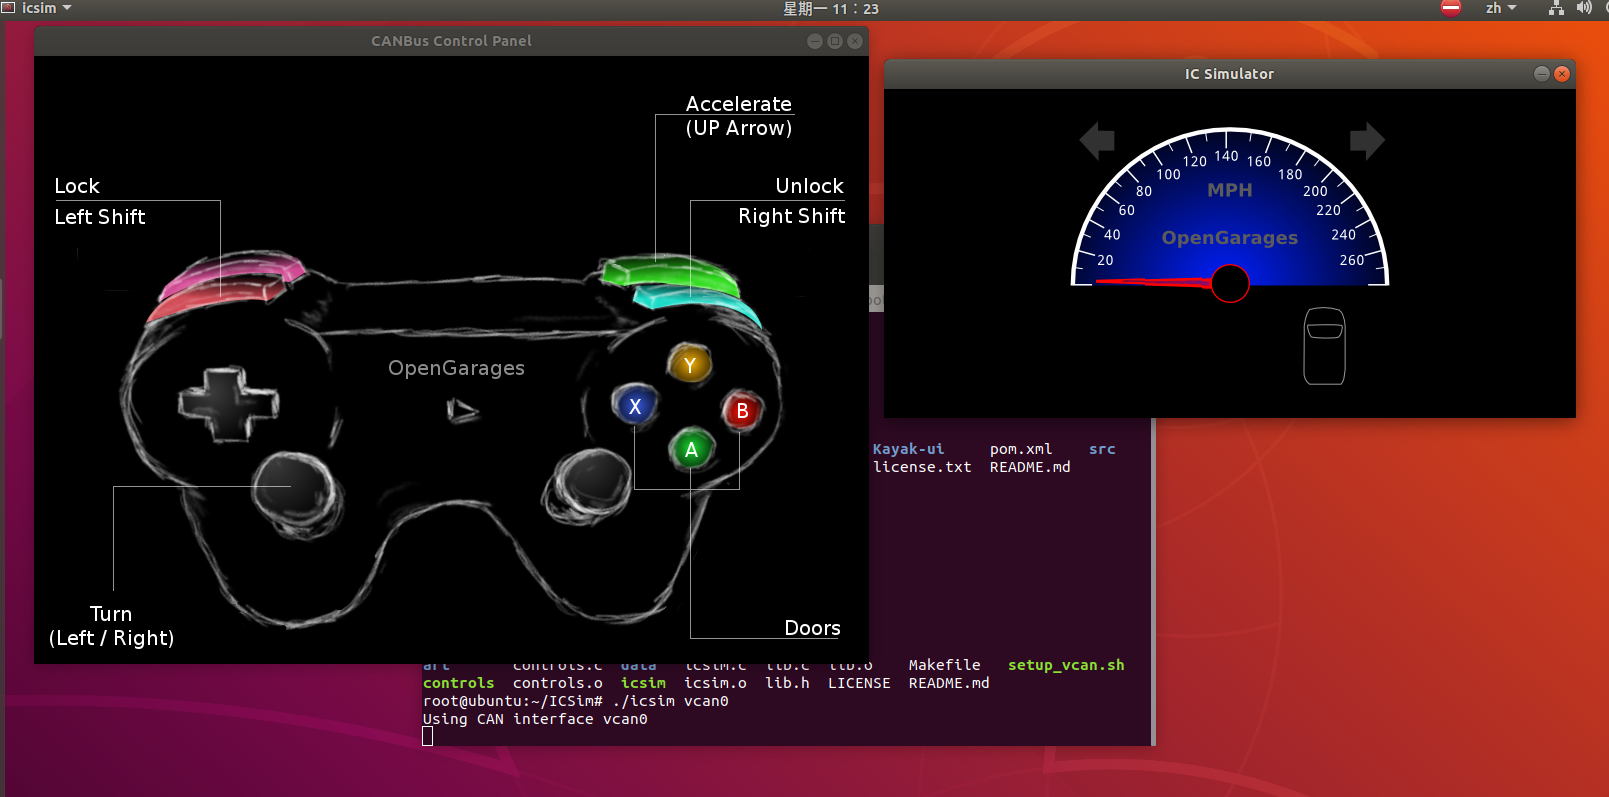 icsim
星期一 11：23
zh
CANBus Control Panel
Accelerate
(UP Arrow)
Lock
Left Shift
Unlock
Right Shift
OpenGarages
Y
X
B
A
Turn
(Left / Right)
Doors
IC Simulator
20 40 60 80 100 120 140 160 180 200 220 240 260
MPH
OpenGarages
Kayak-ui pom.xml src
license.txt README.md
art controls.c data icsim.c lib.c lib.o Makefile setup_vcan.sh
controls controls.o icsim icsim.o lib.h LICENSE README.md
root@ubuntu:~/ICSim# ./icsim vcan0
Using CAN interface vcan0